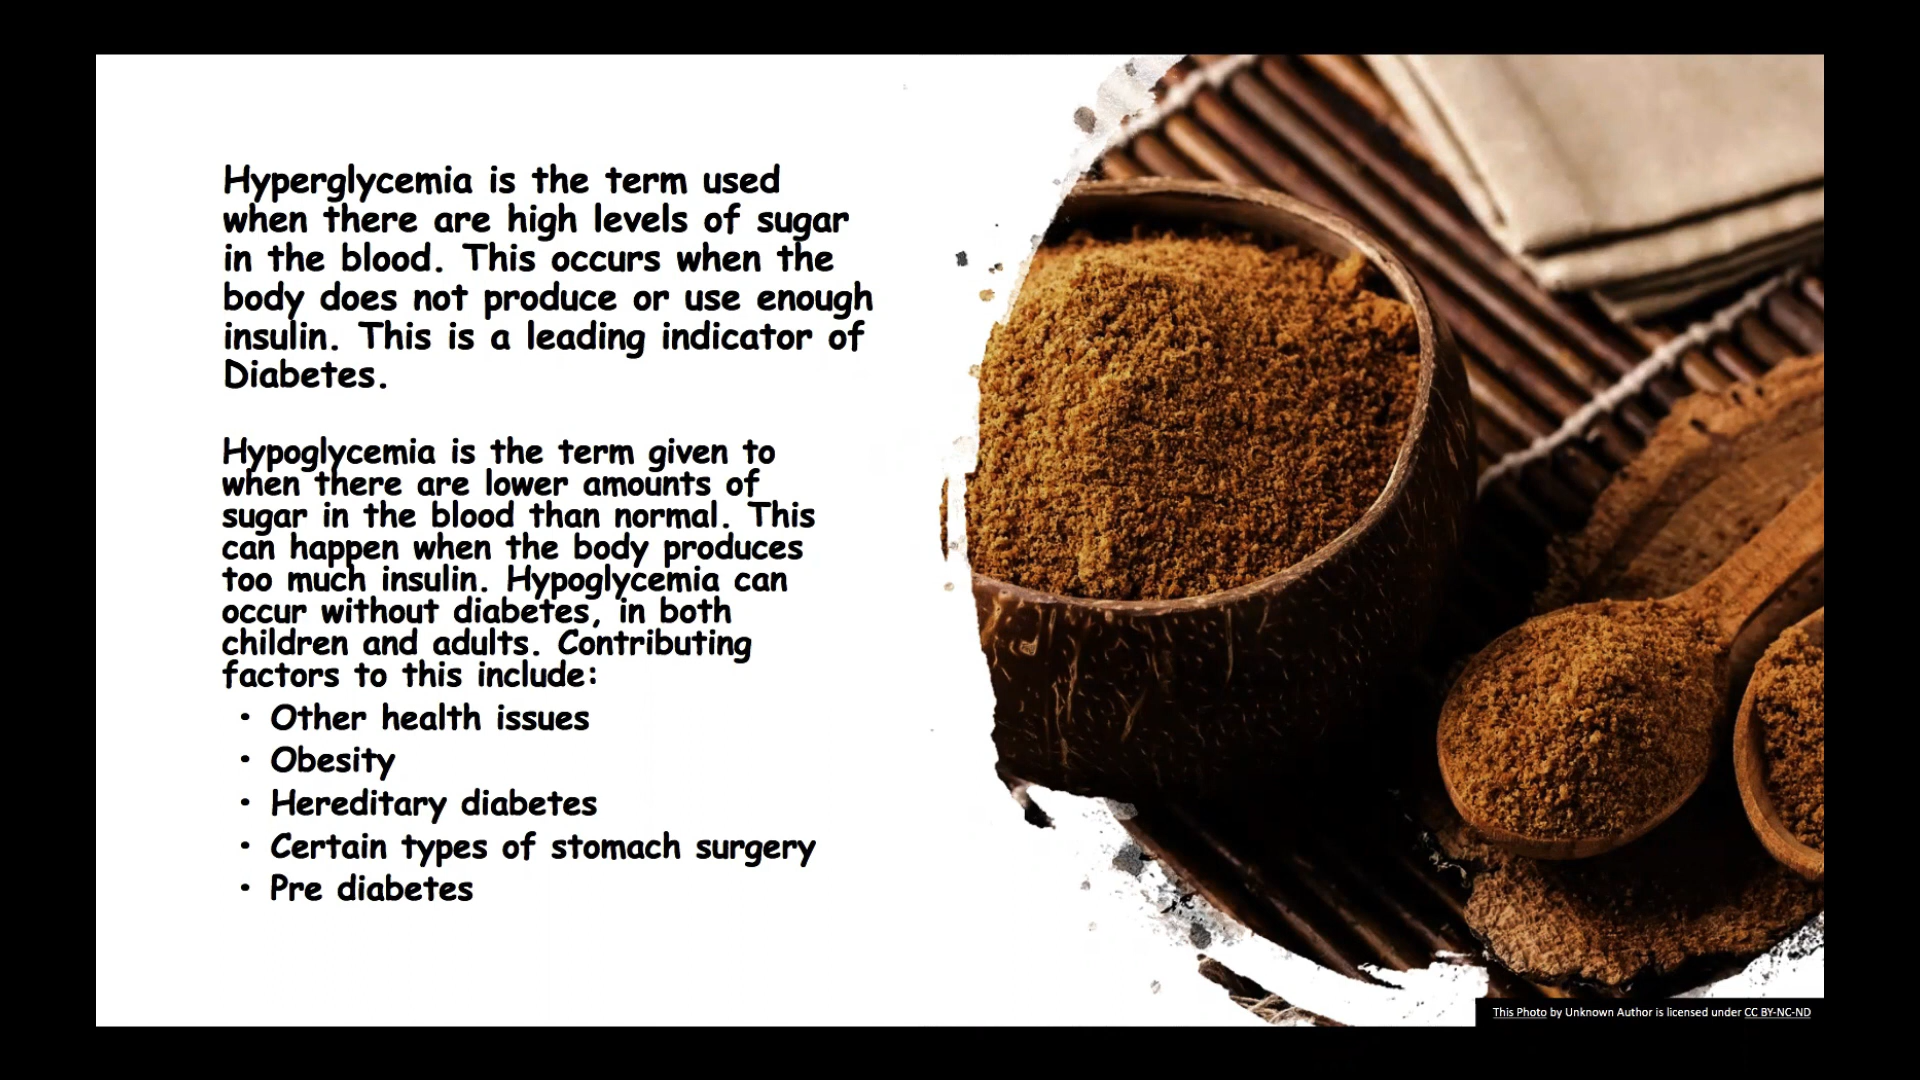 Hyperglycemia is the term used
when there are high levels of sugar
in the blood. This occurs when the
body does not produce or use enough
insulin. This is a leading indicator of
Diabetes.
Hypoglycemia is the term given to
when there are lower amounts of
sugar in the blood than normal. This
can happen when the body produces
too much insulin. Hypoglycemia can
occur without diabetes, in both
children and adults. Contributing
factors to this include:
• Other health issues
• Obesity
• Hereditary diabetes
• Certain types of stomach surgery
• Pre diabetes
This Photo by Unknown Author is licensed under CC BY-NC-ND